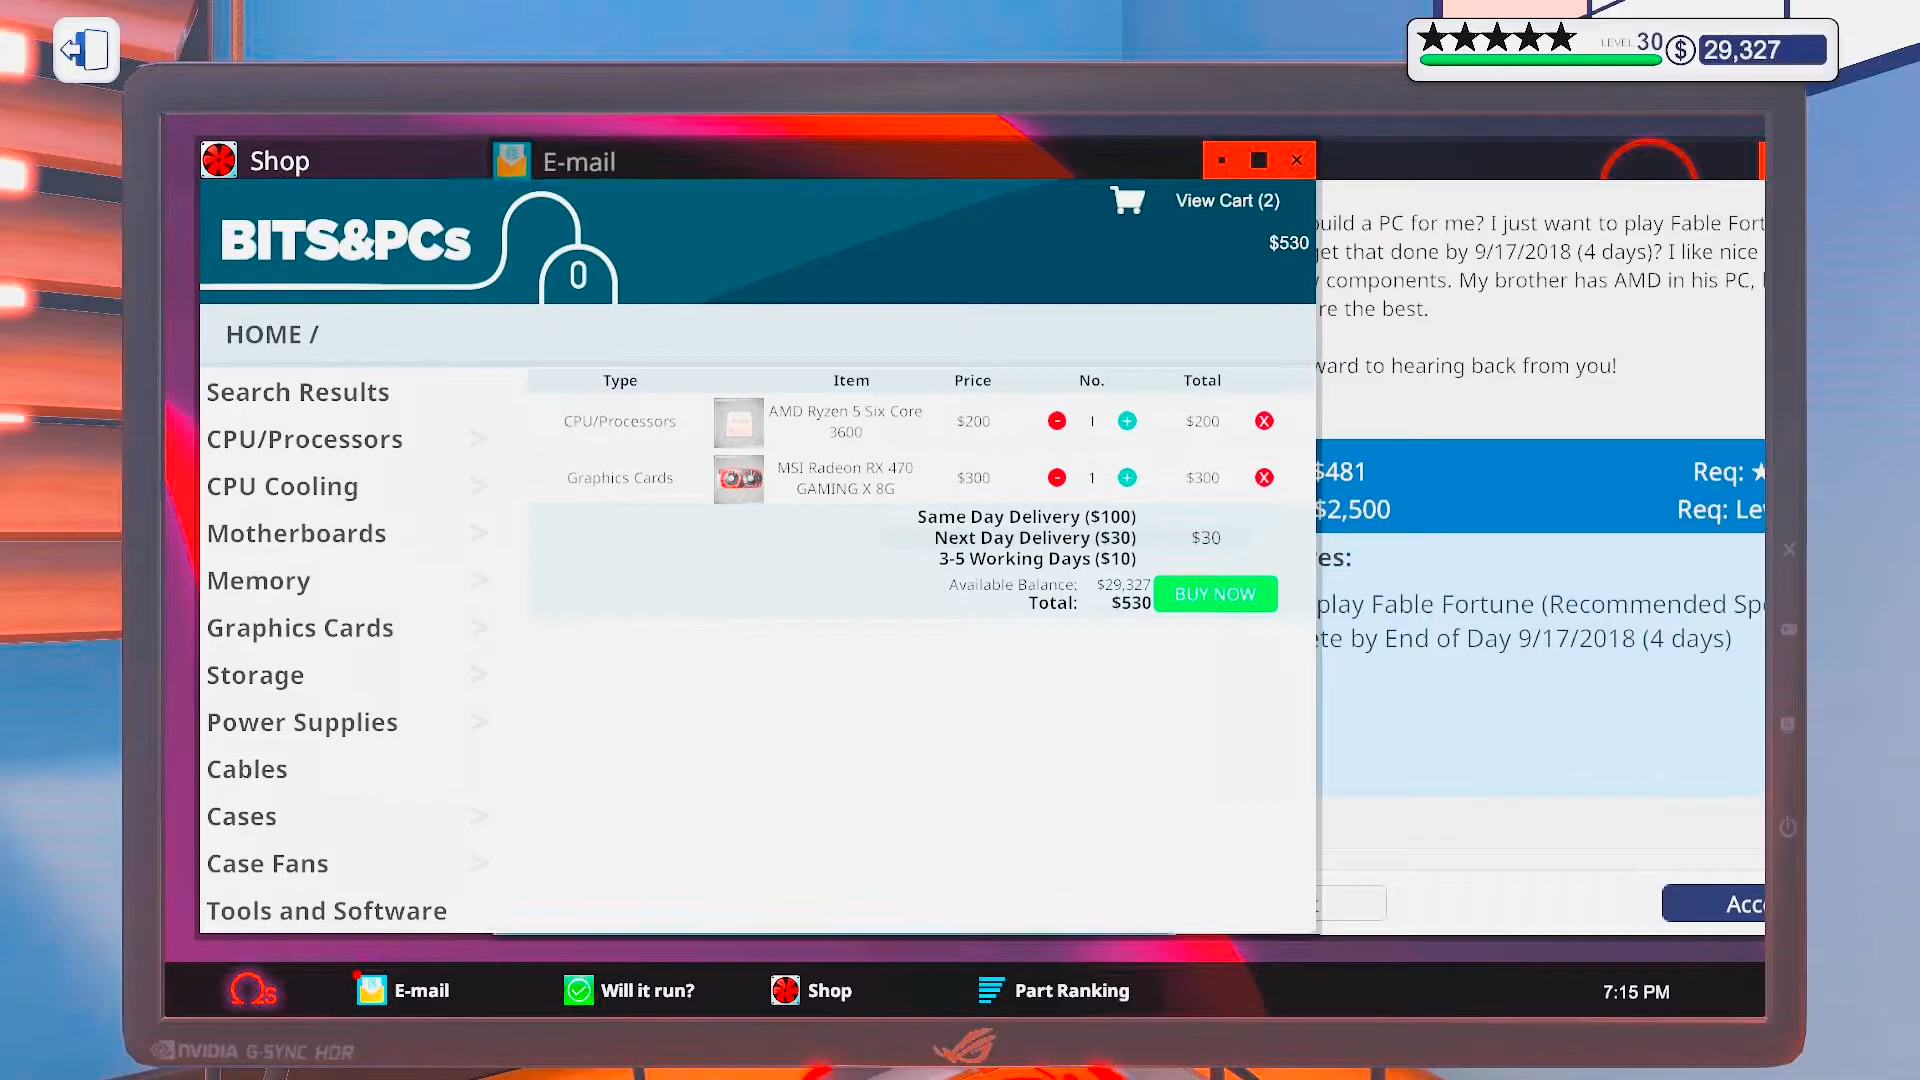 LEVEL 30
$ 29,327
Shop
E-mail
View Cart (2)
$530
BITS&PCs
HOME /
Search Results
CPU/Processors
CPU Cooling
Motherboards
Memory
Graphics Cards
Storage
Power Supplies
Cables
Cases
Case Fans
Tools and Software
Type Item Price No. Total
CPU/Processors AMD Ryzen 5 Six Core 3600 $200 - 1 + $200 X
Graphics Cards MSI Radeon RX 470 GAMING X 8G $300 - 1 + $300 X
Same Day Delivery ($100)
Next Day Delivery ($30) $30
3-5 Working Days ($10)
Available Balance: $29,327
Total: $530
BUY NOW
uild a PC for me? I just want to play Fable Fort
get that done by 9/17/2018 (4 days)? I like nice
components. My brother has AMD in his PC,
re the best.
ward to hearing back from you!
$481 Req: ★
$2,500 Req: Le
es:
play Fable Fortune (Recommended Sp
te by End of Day 9/17/2018 (4 days)
Acc
E-mail
Will it run?
Shop
Part Ranking
7:15 PM
NVIDIA G-SYNC HDR